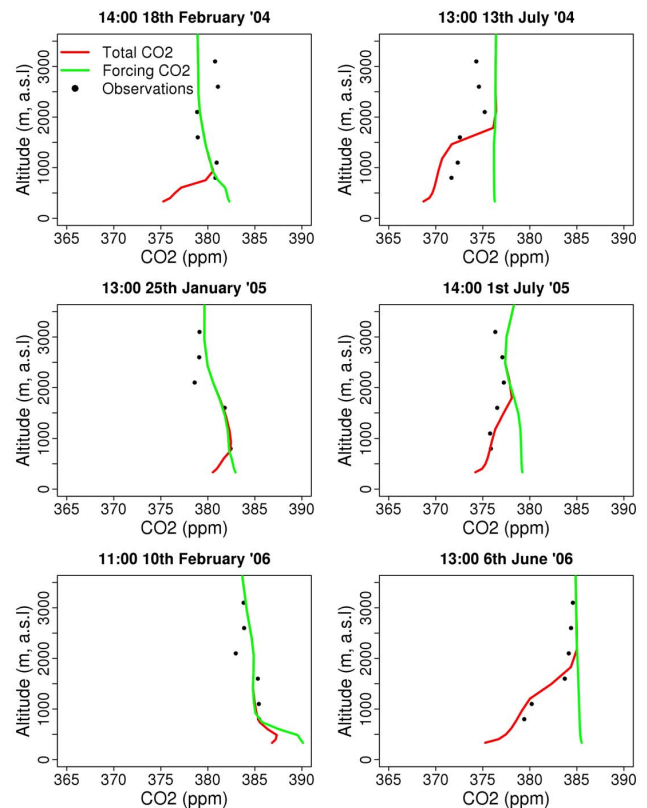 14:00 18th February '04
Total CO2
Forcing CO2
Observations
Altitude (m, a.s.l)
0 1000 2000 3000
365 370 375 380 385 390
CO2 (ppm)
13:00 13th July '04
Altitude (m, a.s.l)
0 1000 2000 3000
365 370 375 380 385 390
CO2 (ppm)
13:00 25th January '05
Altitude (m, a.s.l)
0 1000 2000 3000
365 370 375 380 385 390
CO2 (ppm)
14:00 1st July '05
Altitude (m, a.s.l)
0 1000 2000 3000
365 370 375 380 385 390
CO2 (ppm)
11:00 10th February '06
Altitude (m, a.s.l)
0 1000 2000 3000
365 370 375 380 385 390
CO2 (ppm)
13:00 6th June '06
Altitude (m, a.s.l)
0 1000 2000 3000
365 370 375 380 385 390
CO2 (ppm)